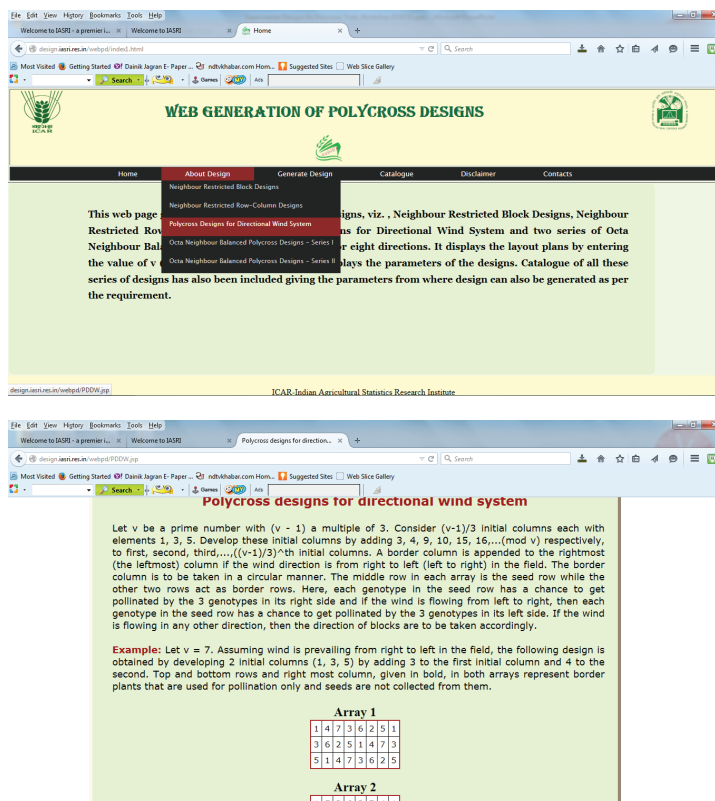 File Edit View History Bookmarks Tools Help
Welcome to IASRI - a premier i... × Welcome to IASRI × Home × +
design.iasri.res.in/webpd/index1.html Search
Most Visited Getting Started Dainik Jagran E- Paper ... ndtvkhabar.com Hom... Suggested Sites Web Slice Gallery
Search Games Ads
WEB GENERATION OF POLYCROSS DESIGNS
ICAR
Home About Design Generate Design Catalogue Disclaimer Contacts
Neighbour Restricted Block Designs
Neighbour Restricted Row-Column Designs
Polycross Designs for Directional Wind System
Octa Neighbour Balanced Polycross Designs - Series I
Octa Neighbour Balanced Polycross Designs - Series II
This web page signs, viz. , Neighbour Restricted Block Designs, Neighbour
Restricted Row ns for Directional Wind System and two series of Octa
Neighbour Bala or eight directions. It displays the layout plans by entering
the value of v plays the parameters of the designs. Catalogue of all these
series of designs has also been included giving the parameters from where design can also be generated as per
the requirement.
design.iasri.res.in/webpd/PDDW.jsp
ICAR-Indian Agricultural Statistics Research Institute
File Edit View History Bookmarks Tools Help
Welcome to IASRI - a premier i... × Welcome to IASRI × Polycross designs for direction... × +
design.iasri.res.in/webpd/PDDW.jsp Search
Most Visited Getting Started Dainik Jagran E- Paper ... ndtvkhabar.com Hom... Suggested Sites Web Slice Gallery
Search Games Ads
Polycross designs for directional wind system
Let v be a prime number with (v - 1) a multiple of 3. Consider (v-1)/3 initial columns each with
elements 1, 3, 5. Develop these initial columns by adding 3, 4, 9, 10, 15, 16,...(mod v) respectively,
to first, second, third,...,((v-1)/3)^th initial columns. A border column is appended to the rightmost
(the leftmost) column if the wind direction is from right to left (left to right) in the field. The border
column is to be taken in a circular manner. The middle row in each array is the seed row while the
other two rows act as border rows. Here, each genotype in the seed row has a chance to get
pollinated by the 3 genotypes in its right side and if the wind is flowing from left to right, then each
genotype in the seed row has a chance to get pollinated by the 3 genotypes in its left side. If the wind
is flowing in any other direction, then the direction of blocks are to be taken accordingly.
Example: Let v = 7. Assuming wind is prevailing from right to left in the field, the following design is
obtained by developing 2 initial columns (1, 3, 5) by adding 3 to the first initial column and 4 to the
second. Top and bottom rows and right most column, given in bold, in both arrays represent border
plants that are used for pollination only and seeds are not collected from them.
Array 1
1 4 7 3 6 2 5 1
3 6 2 5 1 4 7 3
5 1 4 7 3 6 2 5
Array 2